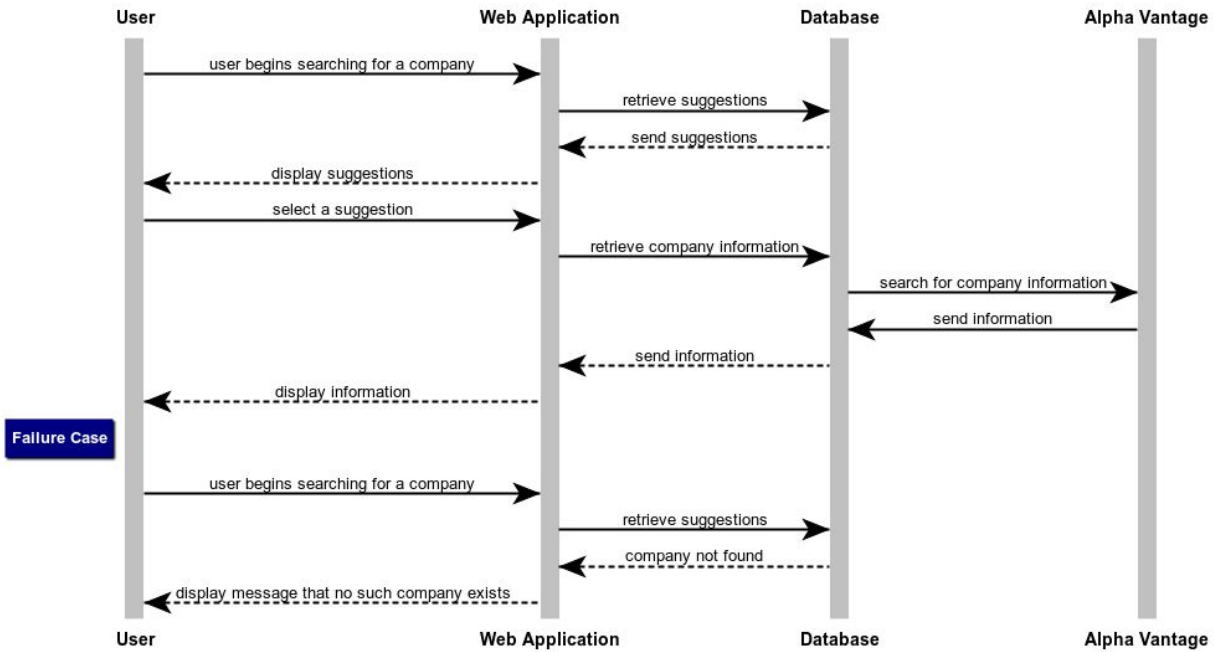 User Web Application Database Alpha Vantage
user begins searching for a company
retrieve suggestions
send suggestions
display suggestions
select a suggestion
retrieve company information
search for company information
send information
send information
display information
Failure Case
user begins searching for a company
retrieve suggestions
company not found
display message that no such company exists
User Web Application Database Alpha Vantage